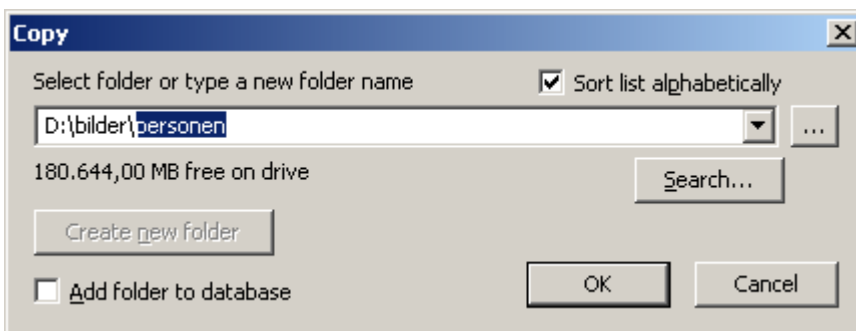 Copy
Select folder or type a new folder name
Sort list alphabetically
D:\bilder\personen
...
180.644,00 MB free on drive
Search...
Create new folder
Add folder to database
OK
Cancel